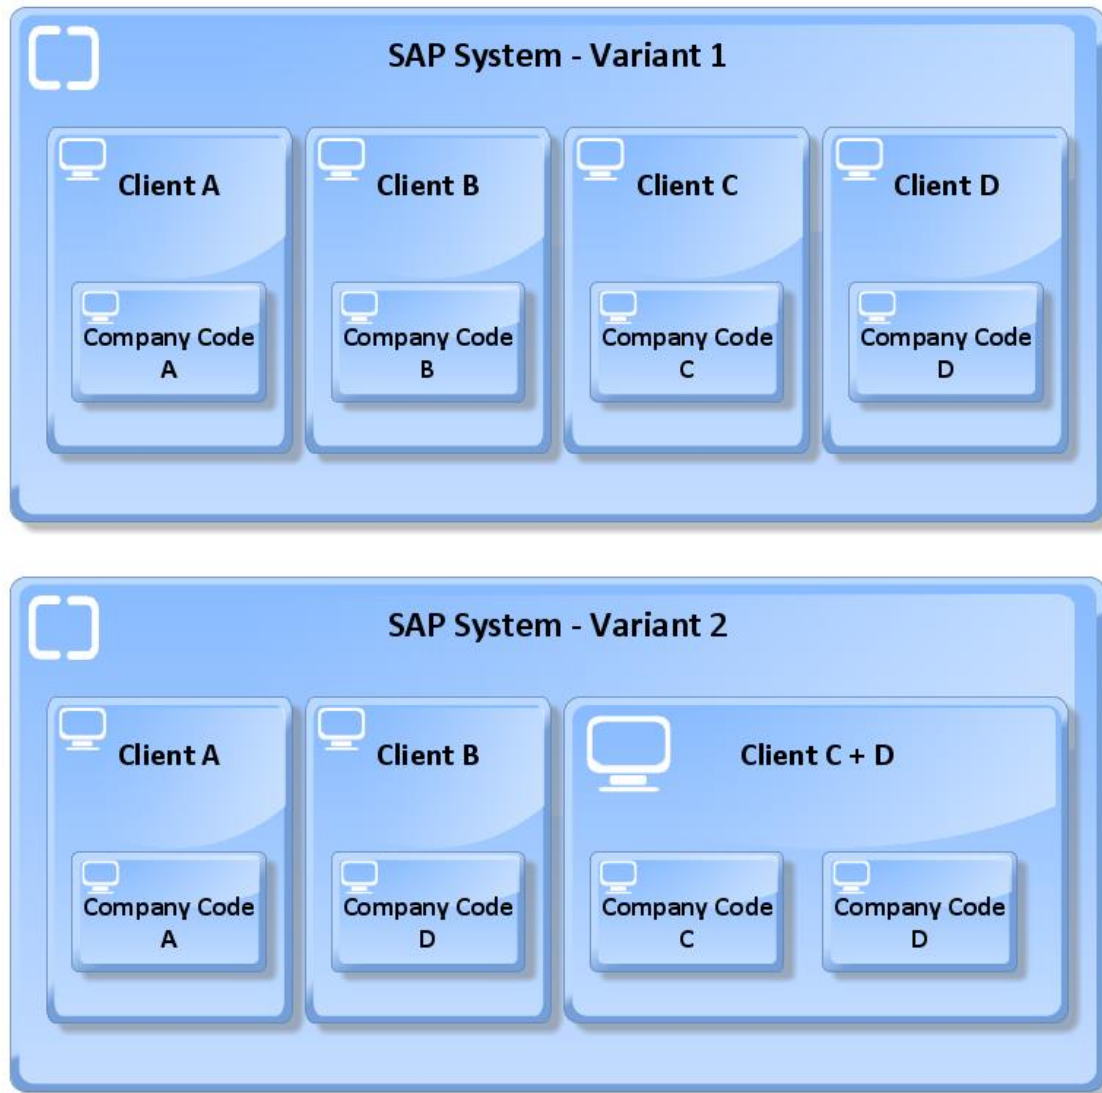 SAP System - Variant 1
Client A
Client B
Client C
Client D
Company Code
A
Company Code
B
Company Code
C
Company Code
D
SAP System - Variant 2
Client A
Client B
Client C + D
Company Code
A
Company Code
D
Company Code
C
Company Code
D